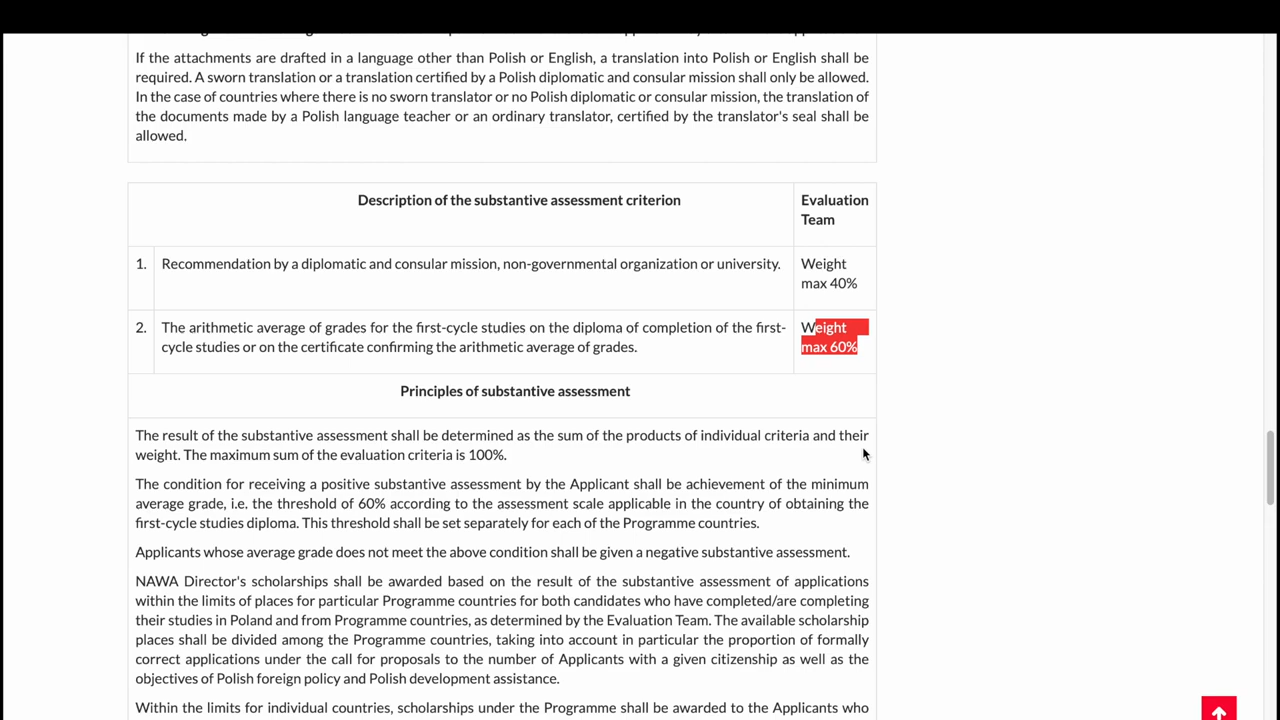 If the attachments are drafted in a language other than Polish or English, a translation into Polish or English shall be
required. A sworn translation or a translation certified by a Polish diplomatic and consular mission shall only be allowed.
In the case of countries where there is no sworn translator or no Polish diplomatic or consular mission, the translation of
the documents made by a Polish language teacher or an ordinary translator, certified by the translator's seal shall be
allowed.
Description of the substantive assessment criterion
Evaluation
Team
1. Recommendation by a diplomatic and consular mission, non-governmental organization or university.
Weight
max 40%
2. The arithmetic average of grades for the first-cycle studies on the diploma of completion of the first-
cycle studies or on the certificate confirming the arithmetic average of grades.
Weight
max 60%
Principles of substantive assessment
The result of the substantive assessment shall be determined as the sum of the products of individual criteria and their
weight. The maximum sum of the evaluation criteria is 100%.
The condition for receiving a positive substantive assessment by the Applicant shall be achievement of the minimum
average grade, i.e. the threshold of 60% according to the assessment scale applicable in the country of obtaining the
first-cycle studies diploma. This threshold shall be set separately for each of the Programme countries.
Applicants whose average grade does not meet the above condition shall be given a negative substantive assessment.
NAWA Director's scholarships shall be awarded based on the result of the substantive assessment of applications
within the limits of places for particular Programme countries for both candidates who have completed/are completing
their studies in Poland and from Programme countries, as determined by the Evaluation Team. The available scholarship
places shall be divided among the Programme countries, taking into account in particular the proportion of formally
correct applications under the call for proposals to the number of Applicants with a given citizenship as well as the
objectives of Polish foreign policy and Polish development assistance.
Within the limits for individual countries, scholarships under the Programme shall be awarded to the Applicants who